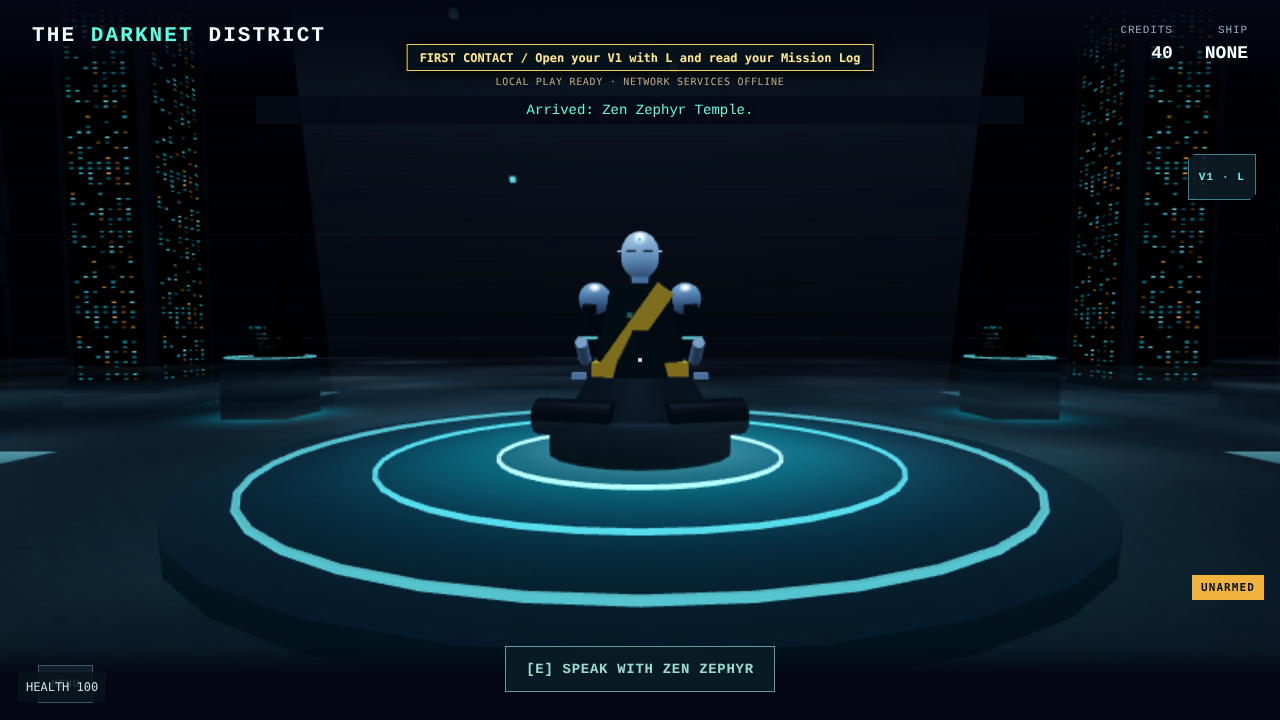 THE DARKNET DISTRICT
CREDITS SHIP
40 NONE
FIRST CONTACT / Open your V1 with L and read your Mission Log
LOCAL PLAY READY · NETWORK SERVICES OFFLINE
Arrived: Zen Zephyr Temple.
V1 · L
UNARMED
[E] SPEAK WITH ZEN ZEPHYR
HEALTH 100